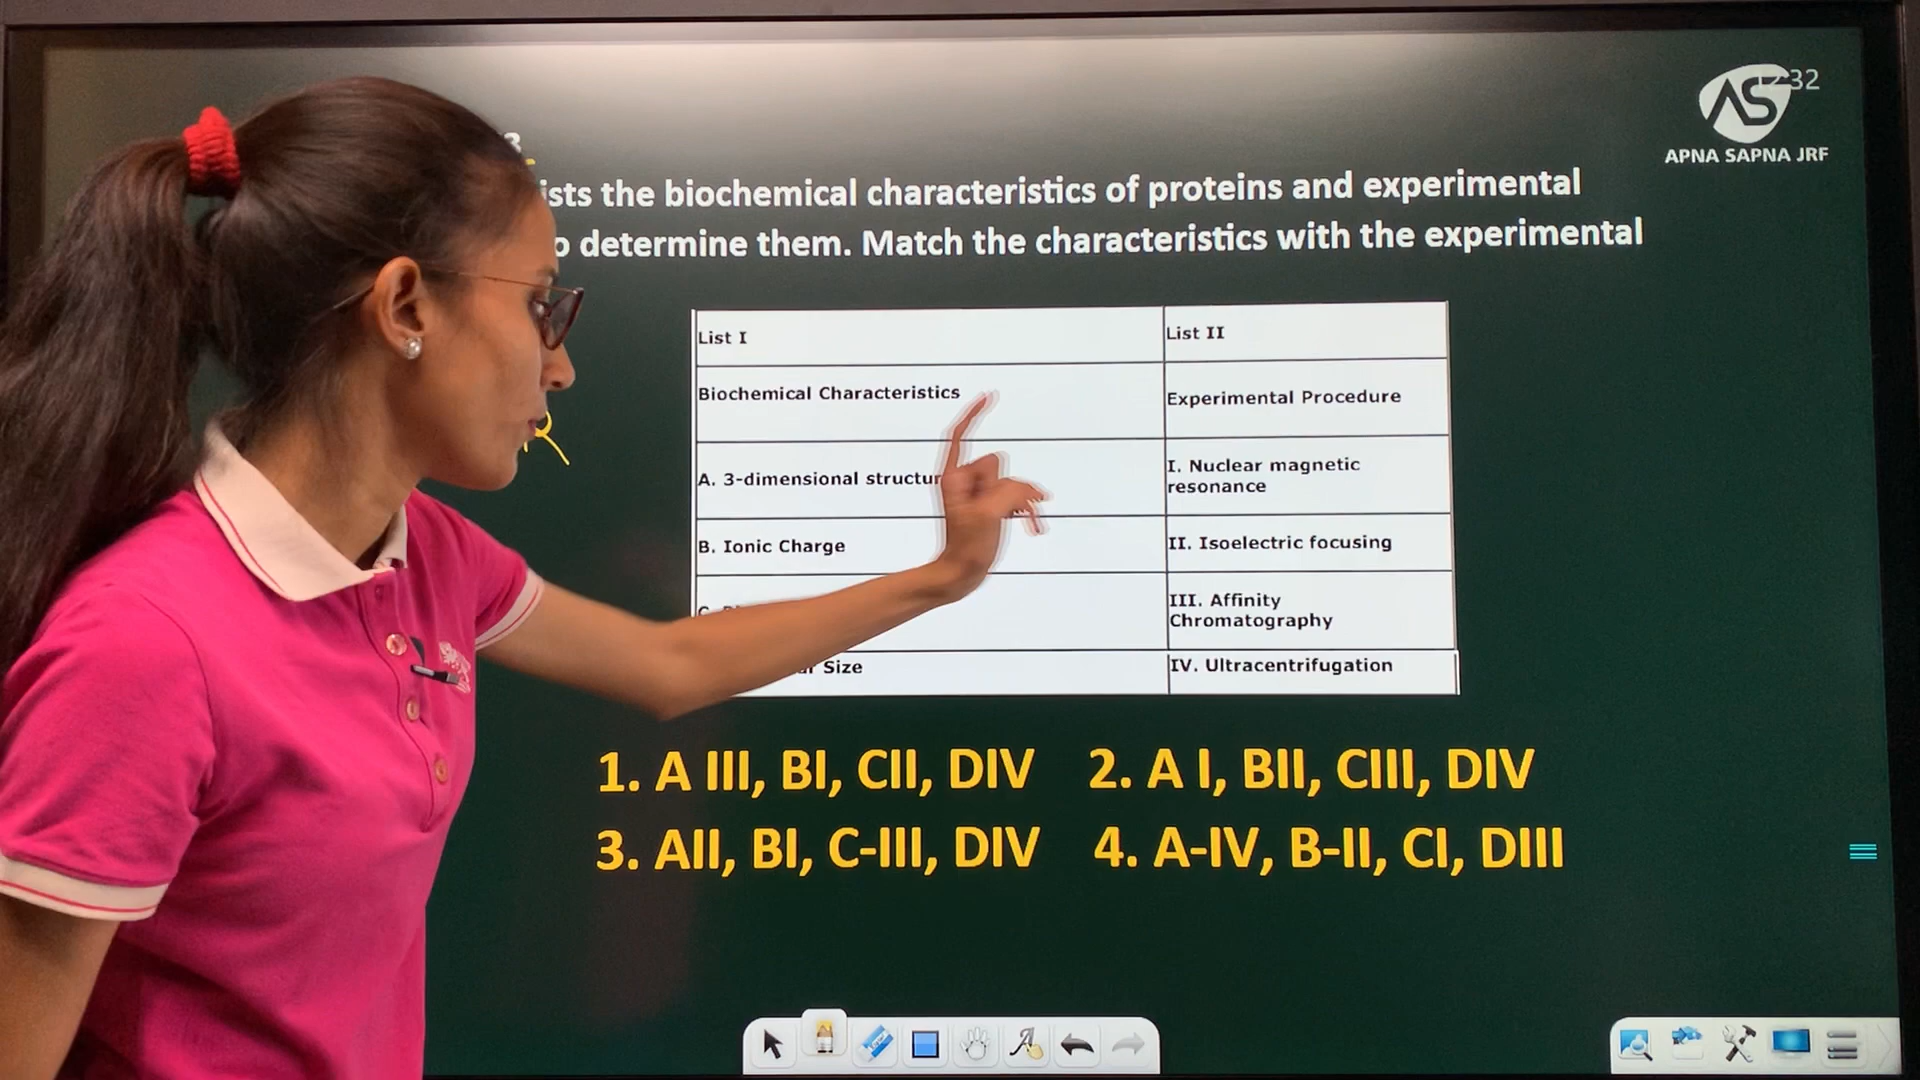 32
APNA SAPNA JRF
3
ists the biochemical characteristics of proteins and experimental
o determine them. Match the characteristics with the experimental
List I
List II
Biochemical Characteristics
Experimental Procedure
A. 3-dimensional structur
I. Nuclear magnetic
resonance
B. Ionic Charge
II. Isoelectric focusing
III. Affinity
Chromatography
Size
IV. Ultracentrifugation
1. A III, BI, CII, DIV 2. A I, BII, CIII, DIV
3. AII, BI, C-III, DIV 4. A-IV, B-II, CI, DIII